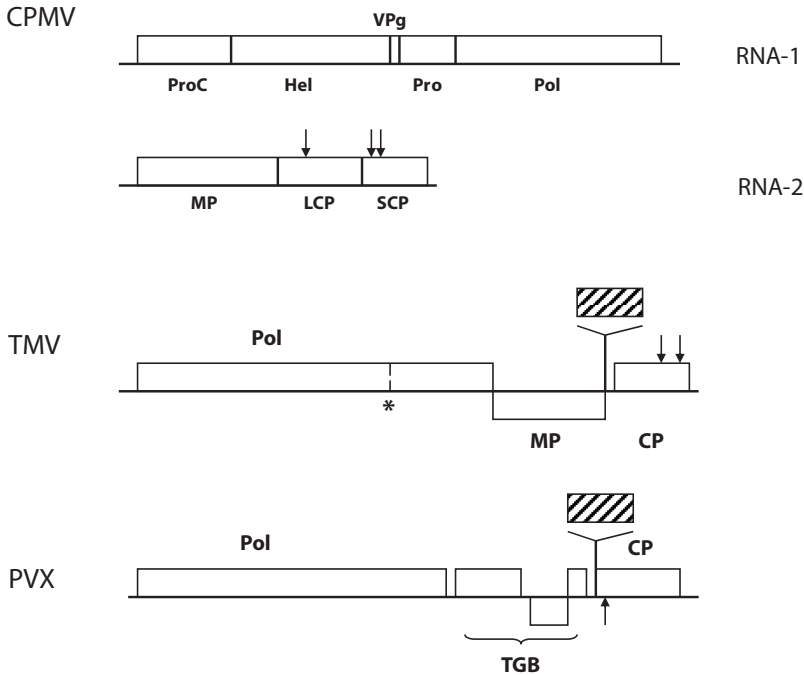 CPMV
VPg
RNA-1
ProC Hel Pro Pol
RNA-2
MP LCP SCP
TMV
Pol
*
MP CP
PVX
Pol CP
TGB